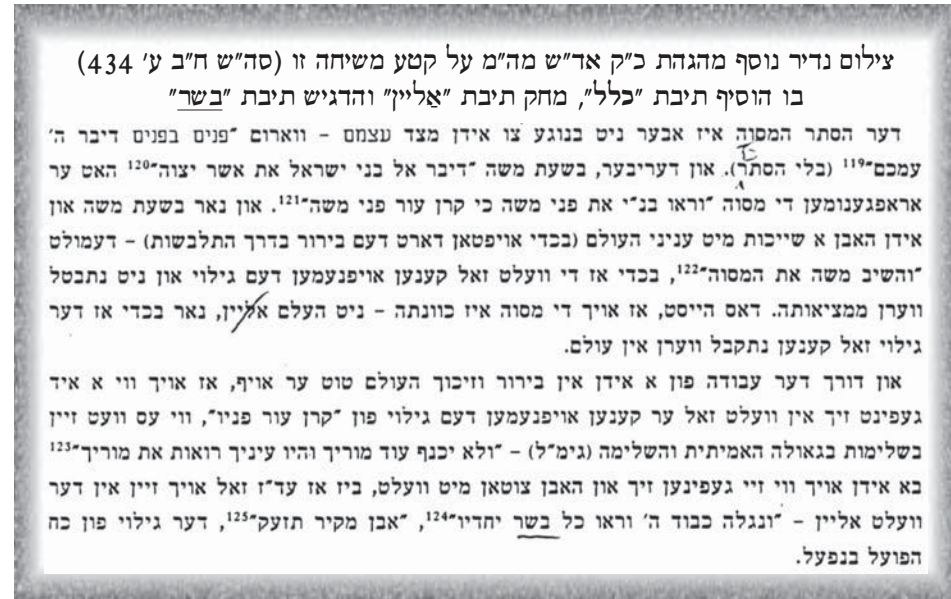 צילום נדיר נוסף מהגהת כ"ק אד"ש מה"מ על קטע משיחה זו (סה"ש ח"ב ע' 434)
בו הוסיף תיבת "כלל", מחק תיבת "אַליין" והדגיש תיבת "בשר"
דער הסתר המסוה איז אבער ניט בנוגע צו אידן מצד עצמם – ווארום "פנים בפנים דיבר ה'
עמכם"119 (בלי הסתר). און דעריבער, בשעת משה "דיבר אל בני ישראל את אשר יצוה"120 האט ער
אראפגענומען די מסוה "וראו בנ"י את פני משה כי קרן עור פני משה"121. און נאר בשעת משה און
אידן האבן א שייכות מיט עניני העולם (בכדי אויפטאן דארט דעם בירור בדרך התלבשות) – דעמולט
"והשיב משה את המסוה"122, בכדי אז די וועלט זאל קענען אויפנעמען דעם גילוי און ניט נתבטל
ווערן ממציאותה. דאס הייסט, אז אויך די מסוה איז כוונתה – ניט העלם אליין, נאר בכדי אז דער
גילוי זאל קענען נתקבל ווערן אין עולם.
און דורך דער עבודה פון א אידן אין בירור וזיכוך העולם טוט ער אויף, אז אויך ווי א איד
געפינט זיך אין וועלט זאל ער קענען אויפנעמען דעם גילוי פון "קרן עור פניו", ווי עס וועט זיין
בשלימות בגאולה האמיתית והשלימה (גימ"ל) – "ולא יכנף עוד מוריך והיו עיניך רואות את מוריך"123
בא אידן אויך ווי זיי געפינען זיך און האבן צוטאן מיט וועלט, ביז אז עד"ז זאל אויך זיין אין דער
וועלט אליין – "ונגלה כבוד ה' וראו כל בשר יחדיו"124, "אבן מקיר תזעק"125, דער גילוי פון כח
הפועל בנפעל.